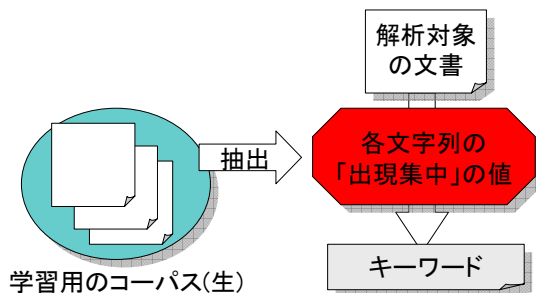 解析対象
の文書
抽出
各文字列の
「出現集中」の値
キーワード
学習用のコーパス(生)